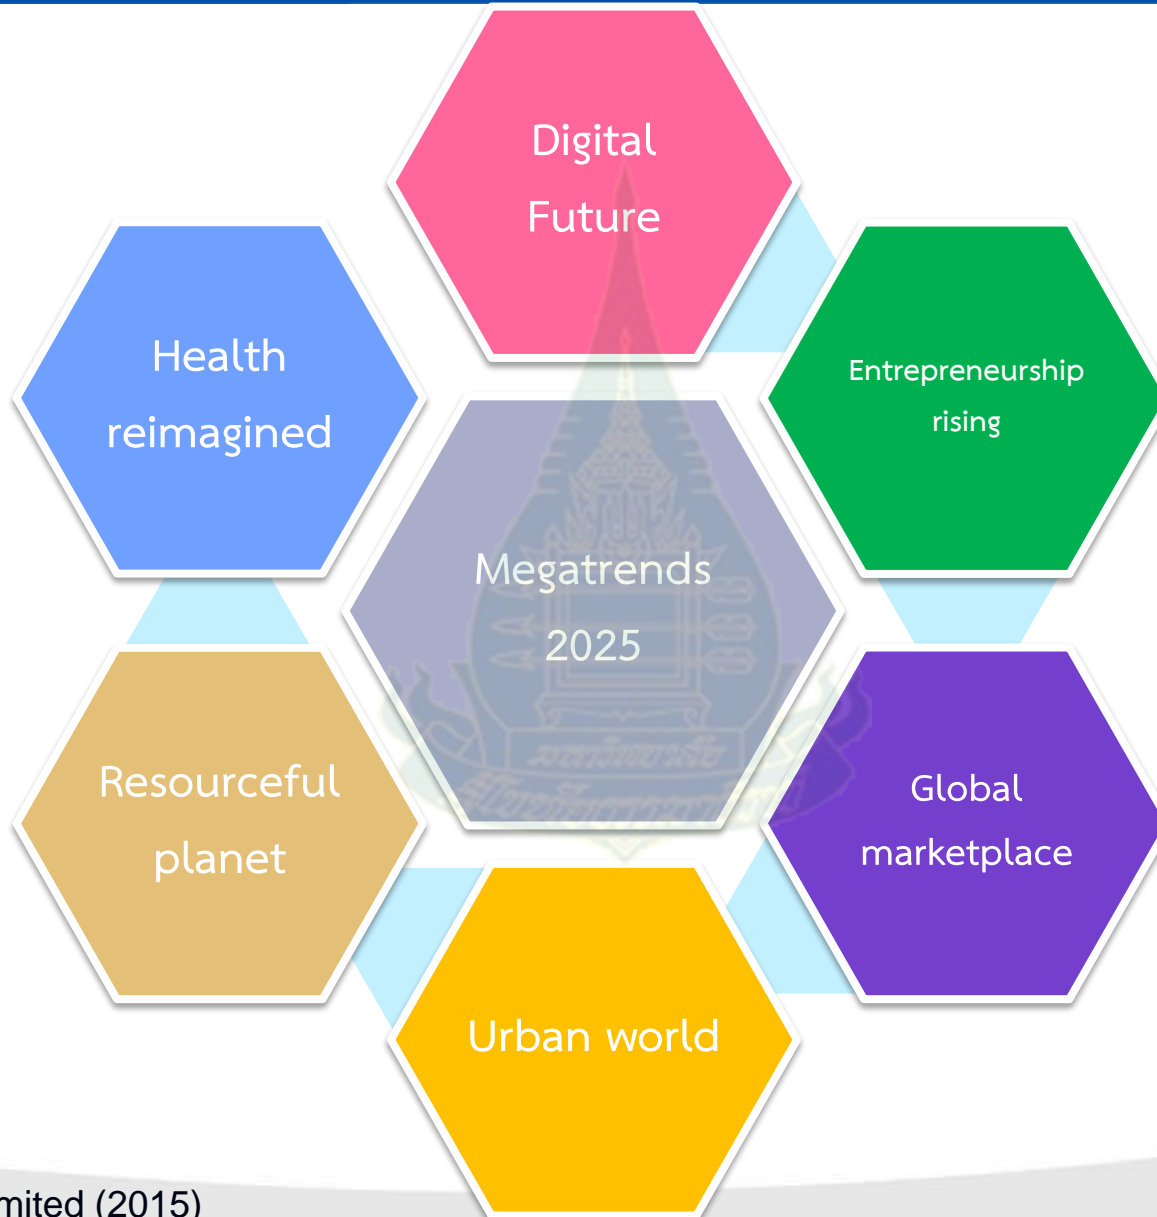 Digital
Future
Health
reimagined
Entrepreneurship
rising
Megatrends
2025
Resourceful
planet
Global
marketplace
Urban world
mited (2015)